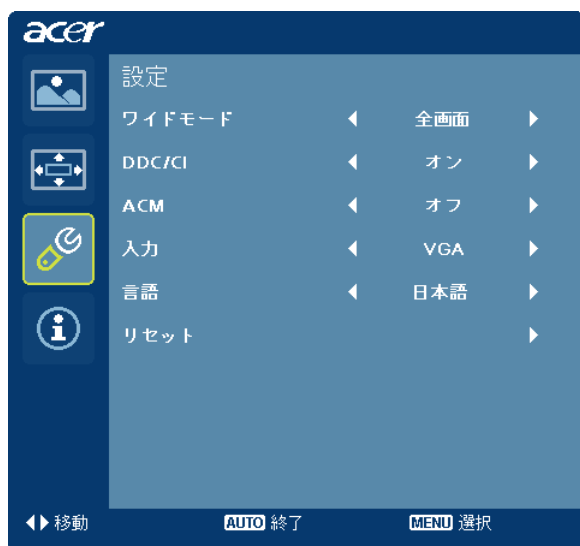 acer
設定
ワイドモード 全画面
DDC/CI オン
ACM オフ
入力 VGA
言語 日本語
リセット
移動 AUTO 終了 MENU 選択